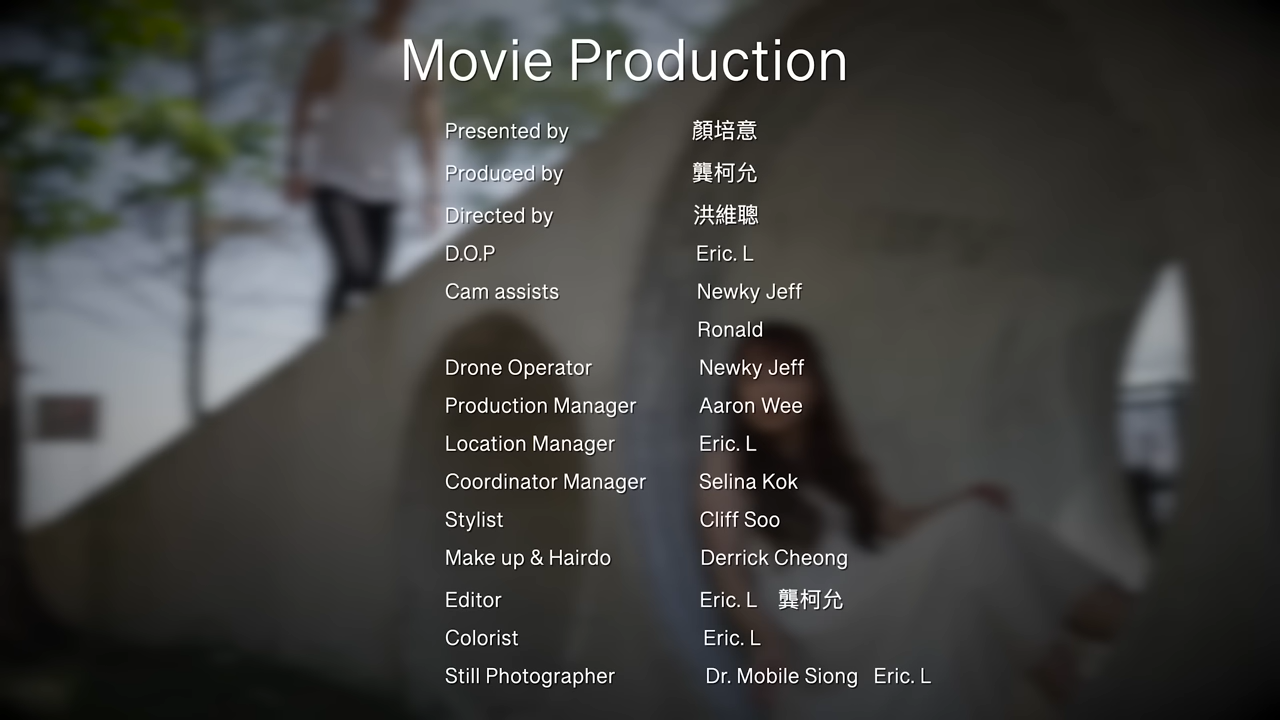 Movie Production
Presented by 顏培意
Produced by 龔柯允
Directed by 洪維聰
D.O.P Eric. L
Cam assists Newky Jeff
Ronald
Drone Operator Newky Jeff
Production Manager Aaron Wee
Location Manager Eric. L
Coordinator Manager Selina Kok
Stylist Cliff Soo
Make up & Hairdo Derrick Cheong
Editor Eric. L 龔柯允
Colorist Eric. L
Still Photographer Dr. Mobile Siong Eric. L